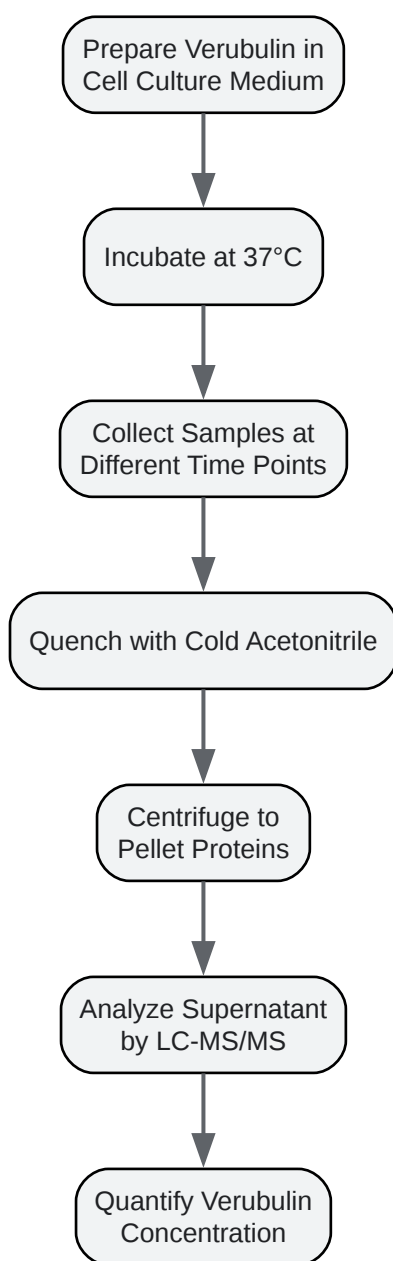 Prepare Verubulin in
Cell Culture Medium
Incubate at 37°C
Collect Samples at
Different Time Points
Quench with Cold Acetonitrile
Centrifuge to
Pellet Proteins
Analyze Supernatant
by LC-MS/MS
Quantify Verubulin
Concentration